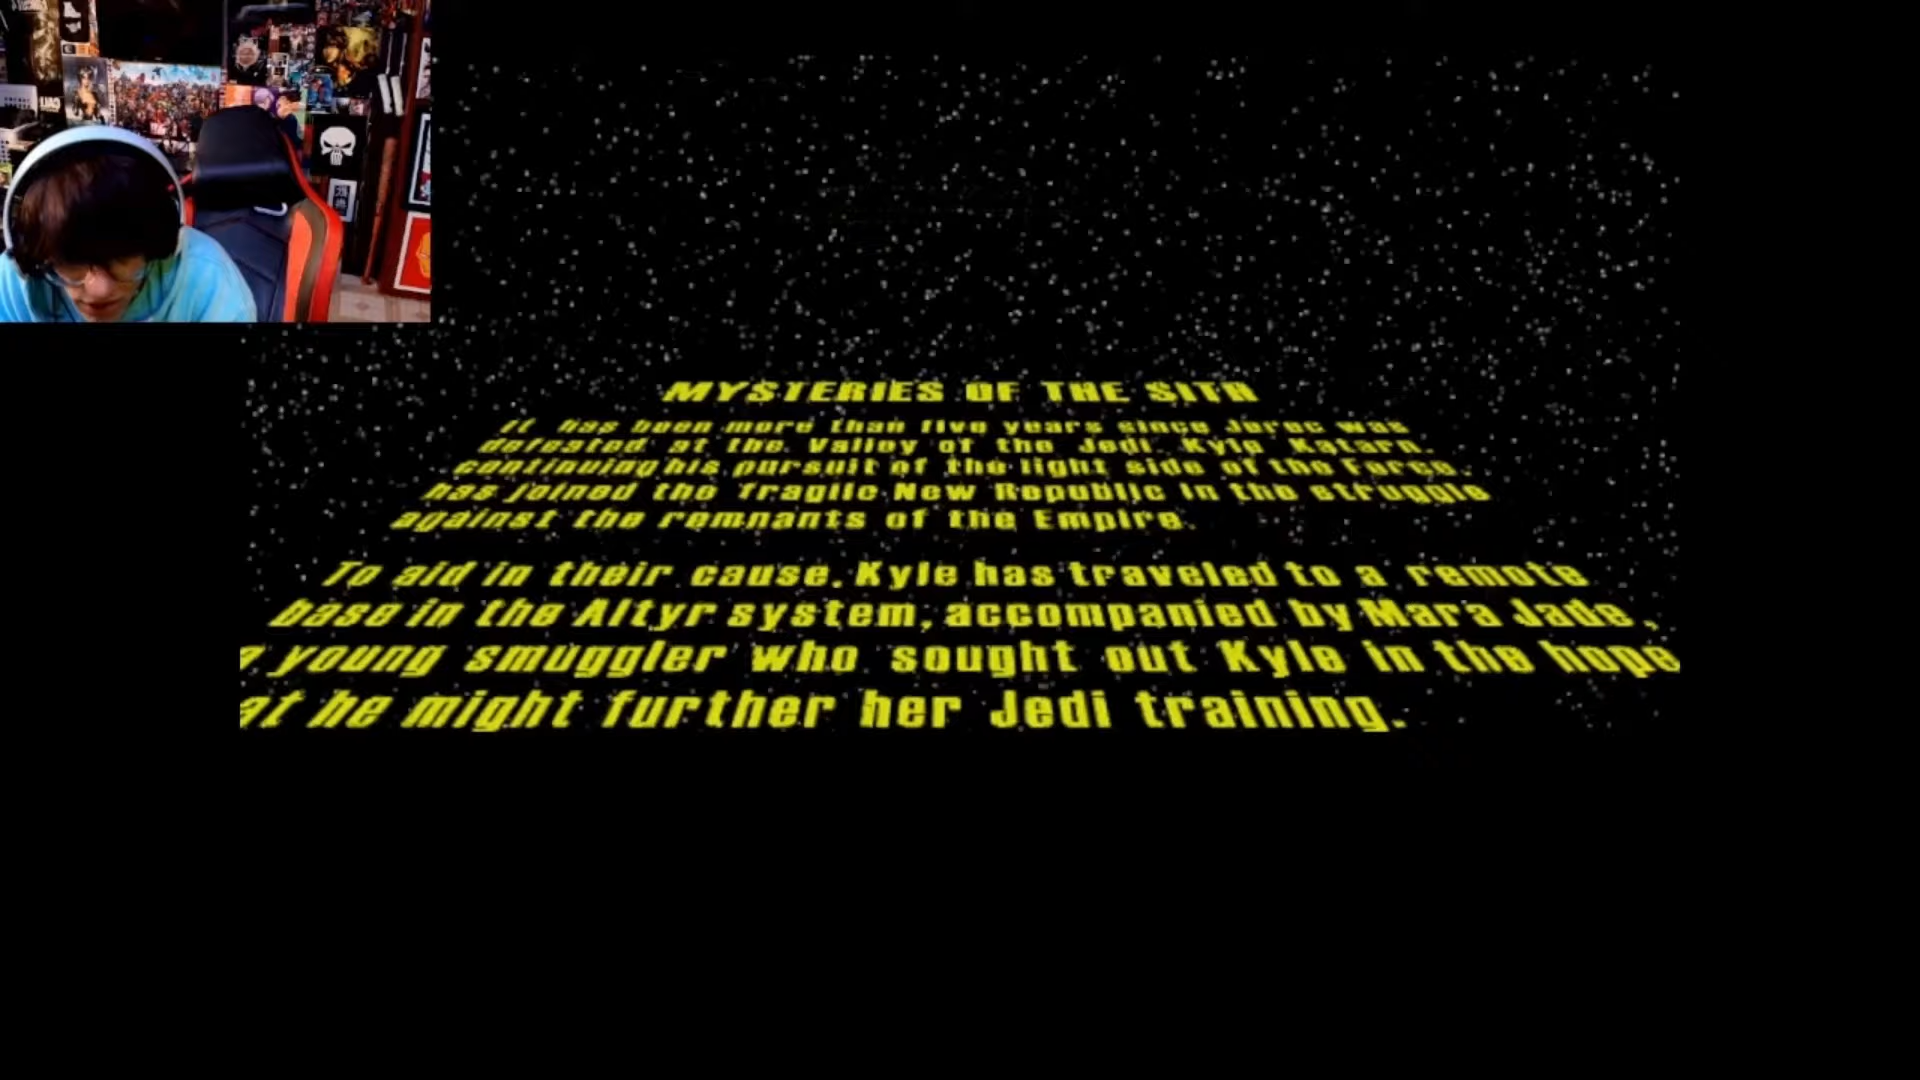 MYSTERIES OF THE SITH
It has been more than five years since Jerec was
defeated at the Valley of the Jedi. Kyle Katarn,
continuing his pursuit of the light side of the Force,
has joined the fragile New Republic in the struggle
against the remnants of the Empire.
To aid in their cause, Kyle has traveled to a remote
base in the Altyr system, accompanied by Mara Jade,
a young smuggler who sought out Kyle in the hope
at he might further her Jedi training.